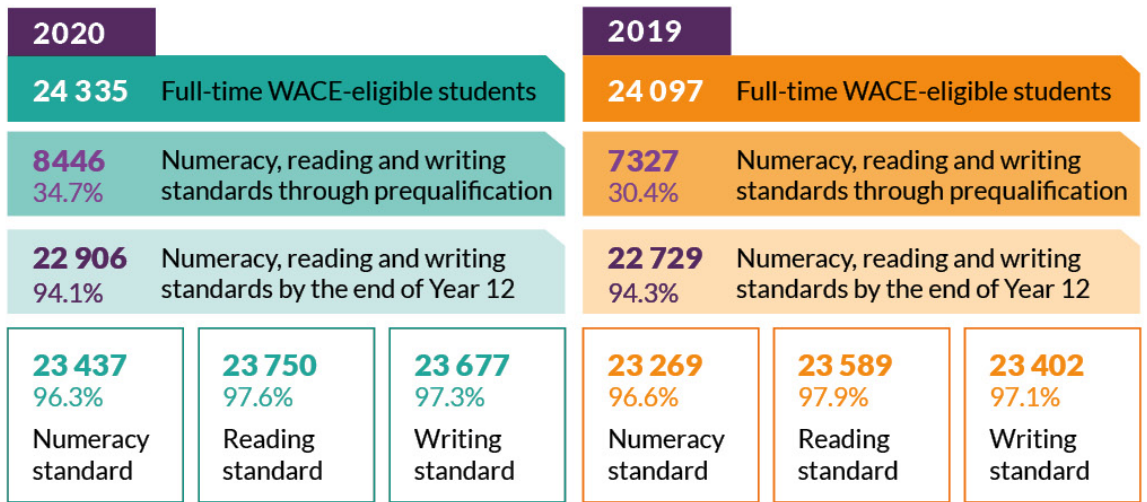 2020
24 335 Full-time WACE-eligible students
8446 Numeracy, reading and writing
34.7% standards through prequalification
22 906 Numeracy, reading and writing
94.1% standards by the end of Year 12
23 437
96.3%
Numeracy
standard
23 750
97.6%
Reading
standard
23 677
97.3%
Writing
standard
2019
24 097 Full-time WACE-eligible students
7327 Numeracy, reading and writing
30.4% standards through prequalification
22 729 Numeracy, reading and writing
94.3% standards by the end of Year 12
23 269
96.6%
Numeracy
standard
23 589
97.9%
Reading
standard
23 402
97.1%
Writing
standard